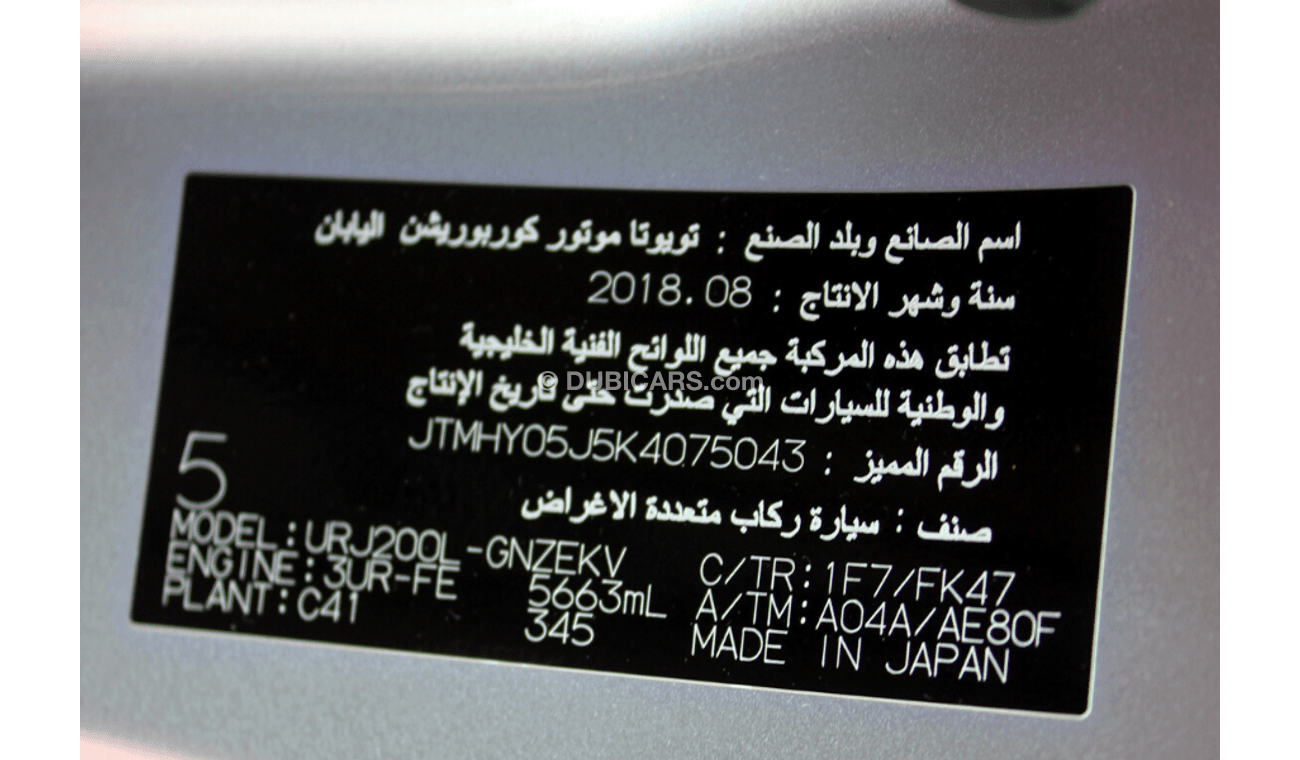 اسم الصانع وبلد الصنع : تويوتا موتور كوربوريشن اليابان
سنة وشهر الانتاج : 2018.08
تطابق هذه المركبة جميع اللوائح الفنية الخليجية
© DUBICARS.com
والوطنية للسيارات التي صدرت حتى تاريخ الإنتاج
الرقم المميز : JTMHY05J5K4075043
5
صنف : سيارة ركاب متعددة الاغراض
MODEL:URJ200L-GNZEKV C/TR:1F7/FK47
ENGINE:3UR-FE 5663mL A/TM:A04A/AE80F
PLANT:C41 345 MADE IN JAPAN